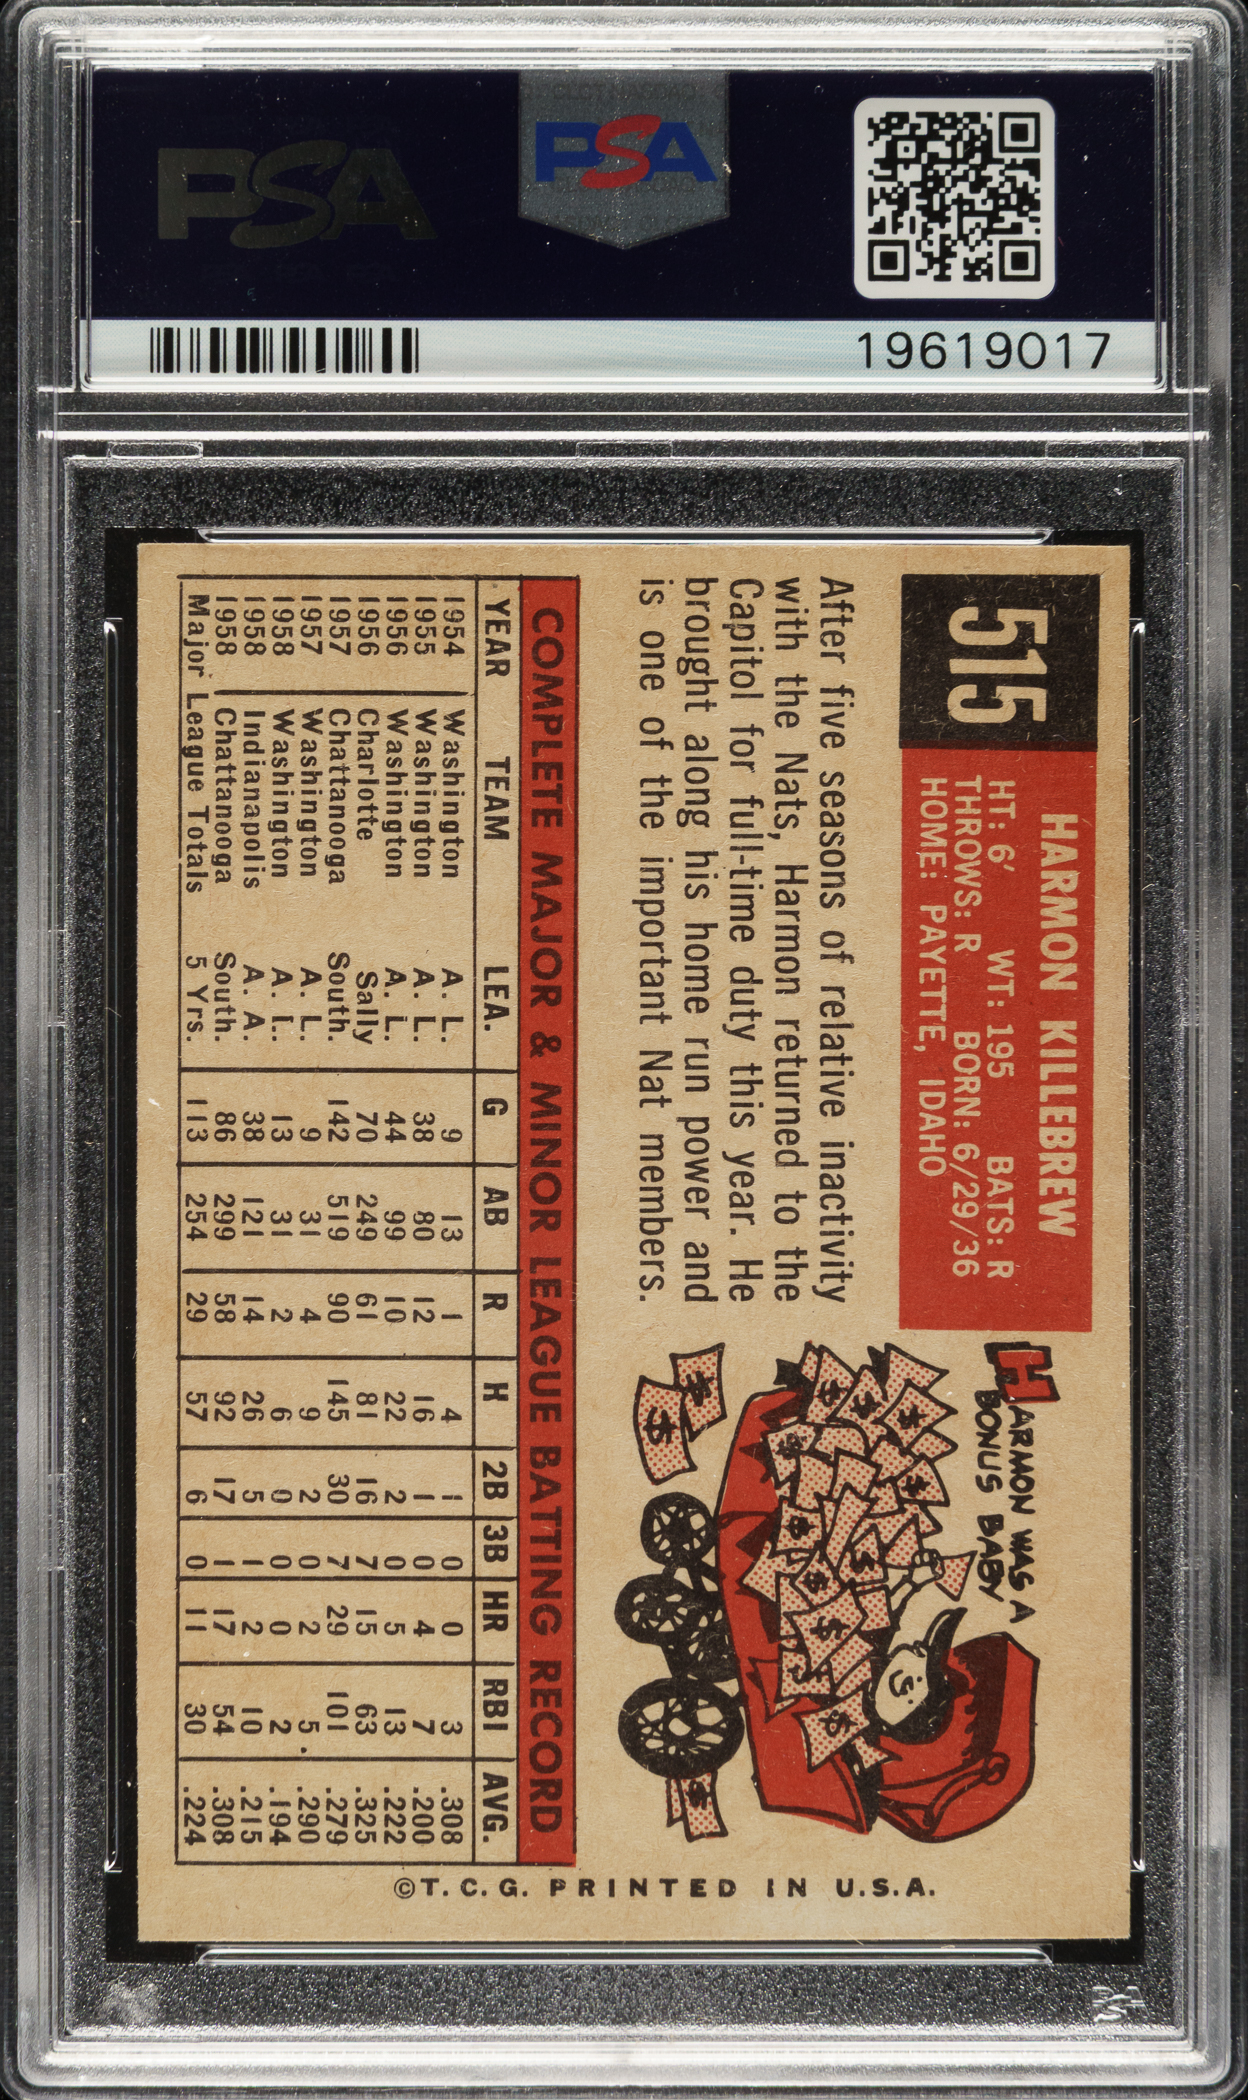 PSA
PSA
19619017
515
HARMON KILLEBREW
HT: 6' WT: 195 BATS: R
THROWS: R BORN: 6/29/36
HOME: PAYETTE, IDAHO
HARMON WAS A
BONUS BABY
After five seasons of relative inactivity
with the Nats, Harmon returned to the
Capitol for full-time duty this year. He
brought along his home run power and
is one of the important Nat members.
COMPLETE MAJOR & MINOR LEAGUE BATTING RECORD
YEAR TEAM LEA. G AB R H 2B 3B HR RBI AVG.
1954 Washington A. L. 9 13 1 4 1 0 0 3 .308
1955 Washington A. L. 38 80 12 16 1 0 4 7 .200
1956 Washington A. L. 44 99 10 22 2 0 5 13 .222
1956 Charlotte Sally 70 249 61 81 16 7 15 63 .325
1957 Chattanooga South. 142 519 90 145 30 7 29 101 .279
1957 Washington A. L. 9 31 4 9 2 0 2 5 .290
1958 Washington A. L. 13 31 2 6 0 0 0 2 .194
1958 Indianapolis A. A. 38 121 14 26 5 1 2 10 .215
1958 Chattanooga South. 86 299 58 92 17 1 17 54 .308
Major League Totals 5 Yrs. 113 254 29 57 6 0 11 30 .224
©T. C. G. PRINTED IN U.S.A.